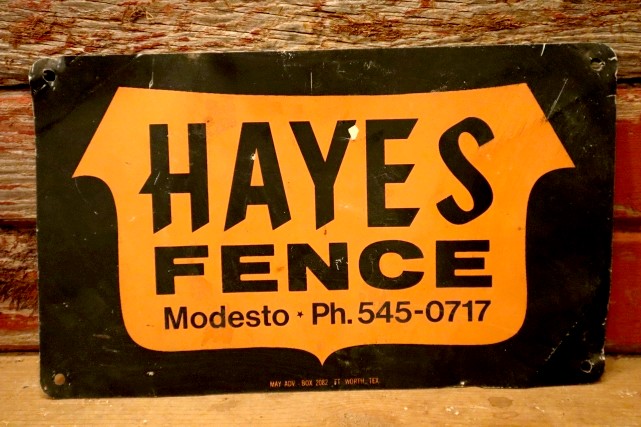 HAYES
FENCE
Modesto ★ Ph. 545-0717
MAY ADV. BOX 2082 FT. WORTH, TEX.